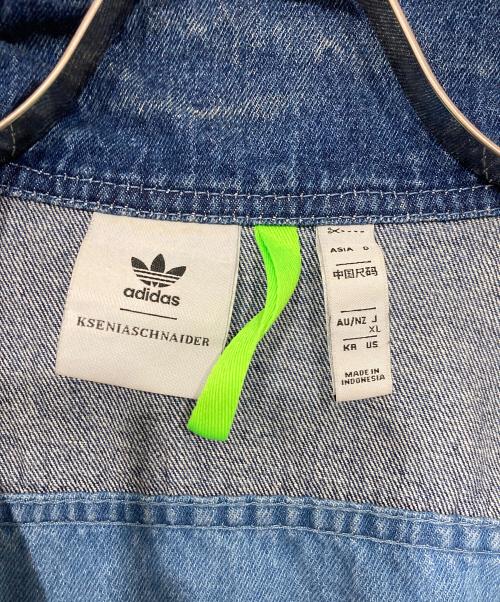 adidas
KSENIASCHNAIDER
ASIA D
中国尺码
AU/NZ J
XL
KR US
MADE IN
INDONESIA